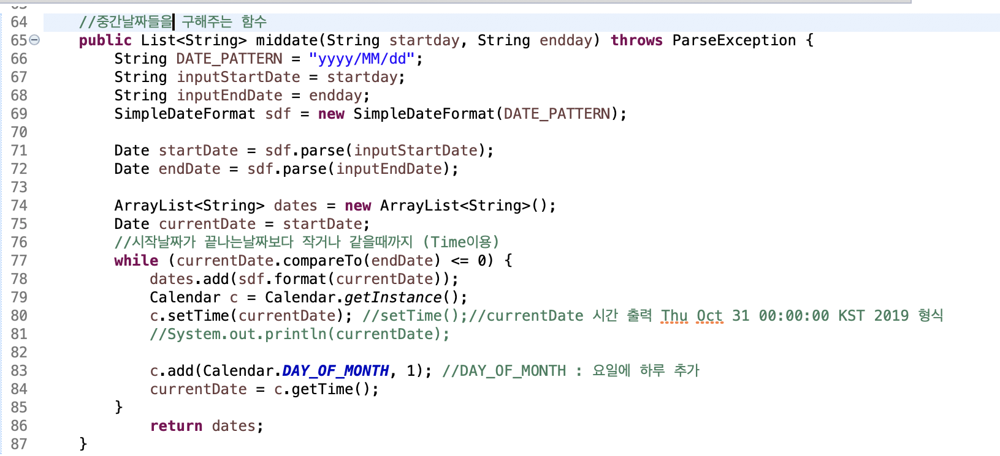 64 //중간날짜들을 구해주는 함수
65 public List<String> middate(String startday, String endday) throws ParseException {
66 String DATE_PATTERN = "yyyy/MM/dd";
67 String inputStartDate = startday;
68 String inputEndDate = endday;
69 SimpleDateFormat sdf = new SimpleDateFormat(DATE_PATTERN);
70
71 Date startDate = sdf.parse(inputStartDate);
72 Date endDate = sdf.parse(inputEndDate);
73
74 ArrayList<String> dates = new ArrayList<String>();
75 Date currentDate = startDate;
76 //시작날짜가 끝나는날짜보다 작거나 같을때까지 (Time이용)
77 while (currentDate.compareTo(endDate) <= 0) {
78 dates.add(sdf.format(currentDate));
79 Calendar c = Calendar.getInstance();
80 c.setTime(currentDate); //setTime();//currentDate 시간 출력 Thu Oct 31 00:00:00 KST 2019 형식
81 //System.out.println(currentDate);
82
83 c.add(Calendar.DAY_OF_MONTH, 1); //DAY_OF_MONTH : 요일에 하루 추가
84 currentDate = c.getTime();
85 }
86 return dates;
87 }